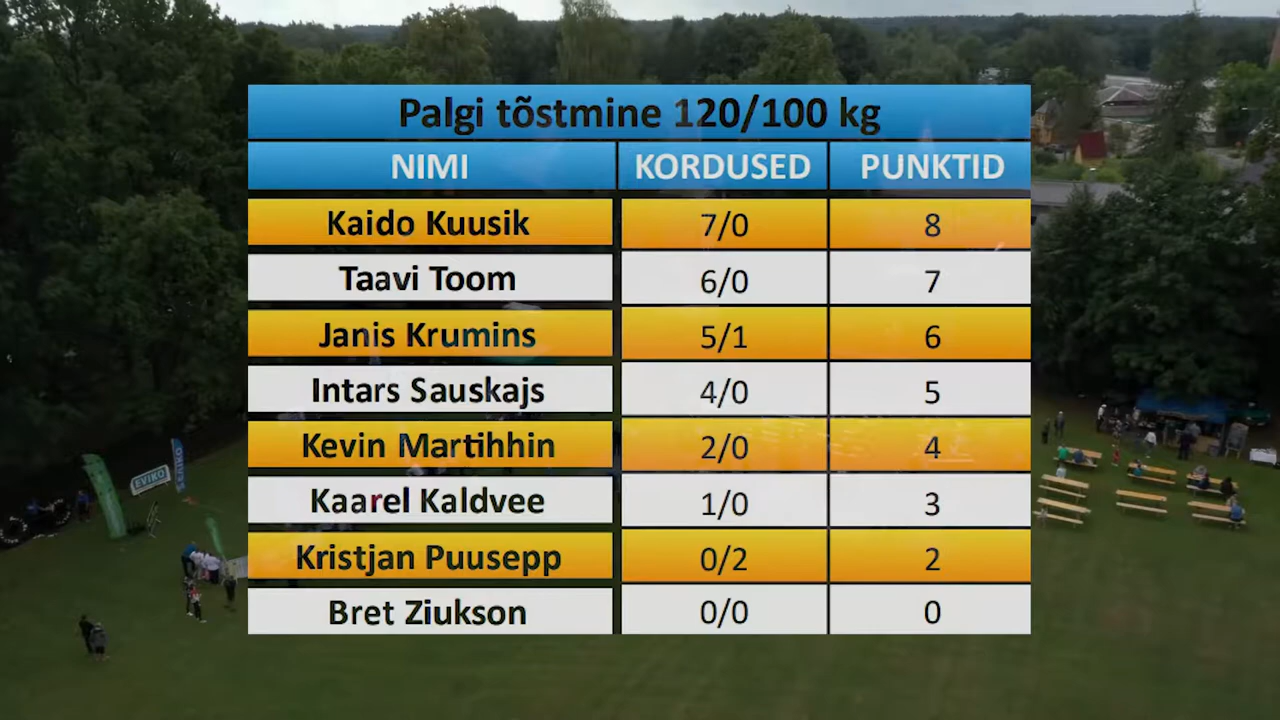 Palgi tõstmine 120/100 kg
NIMI KORDUSED PUNKTID
Kaido Kuusik 7/0 8
Taavi Toom 6/0 7
Janis Krumins 5/1 6
Intars Sauskajs 4/0 5
Kevin Martihhin 2/0 4
Kaarel Kaldvee 1/0 3
Kristjan Puusepp 0/2 2
Bret Ziukson 0/0 0
EVIKO